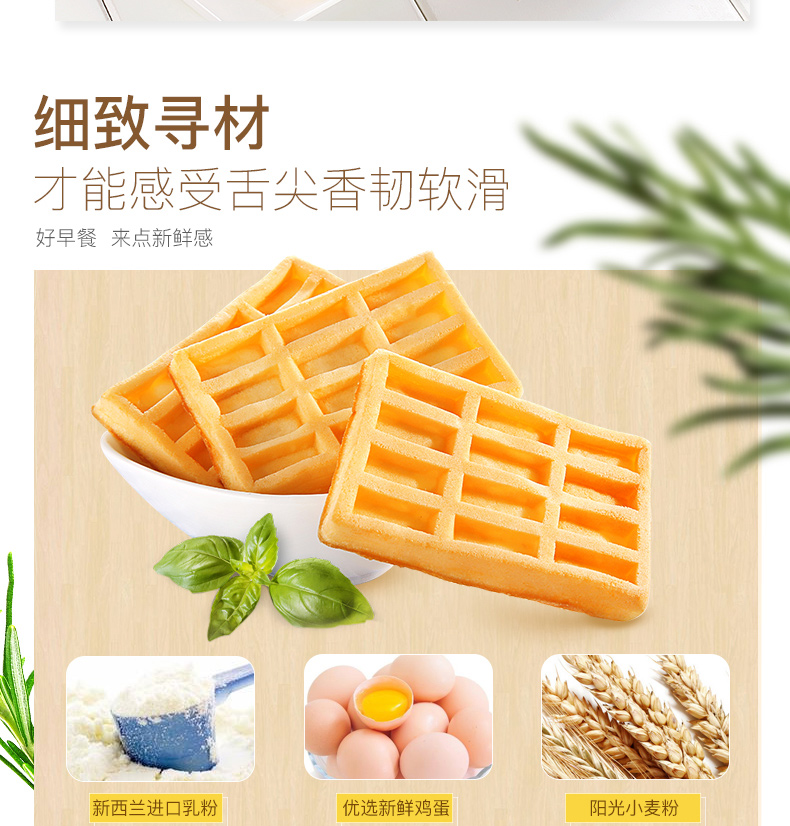 细致寻材
才能感受舌尖香韧软滑
好早餐 来点新鲜感
新西兰进口乳粉
优选新鲜鸡蛋
阳光小麦粉